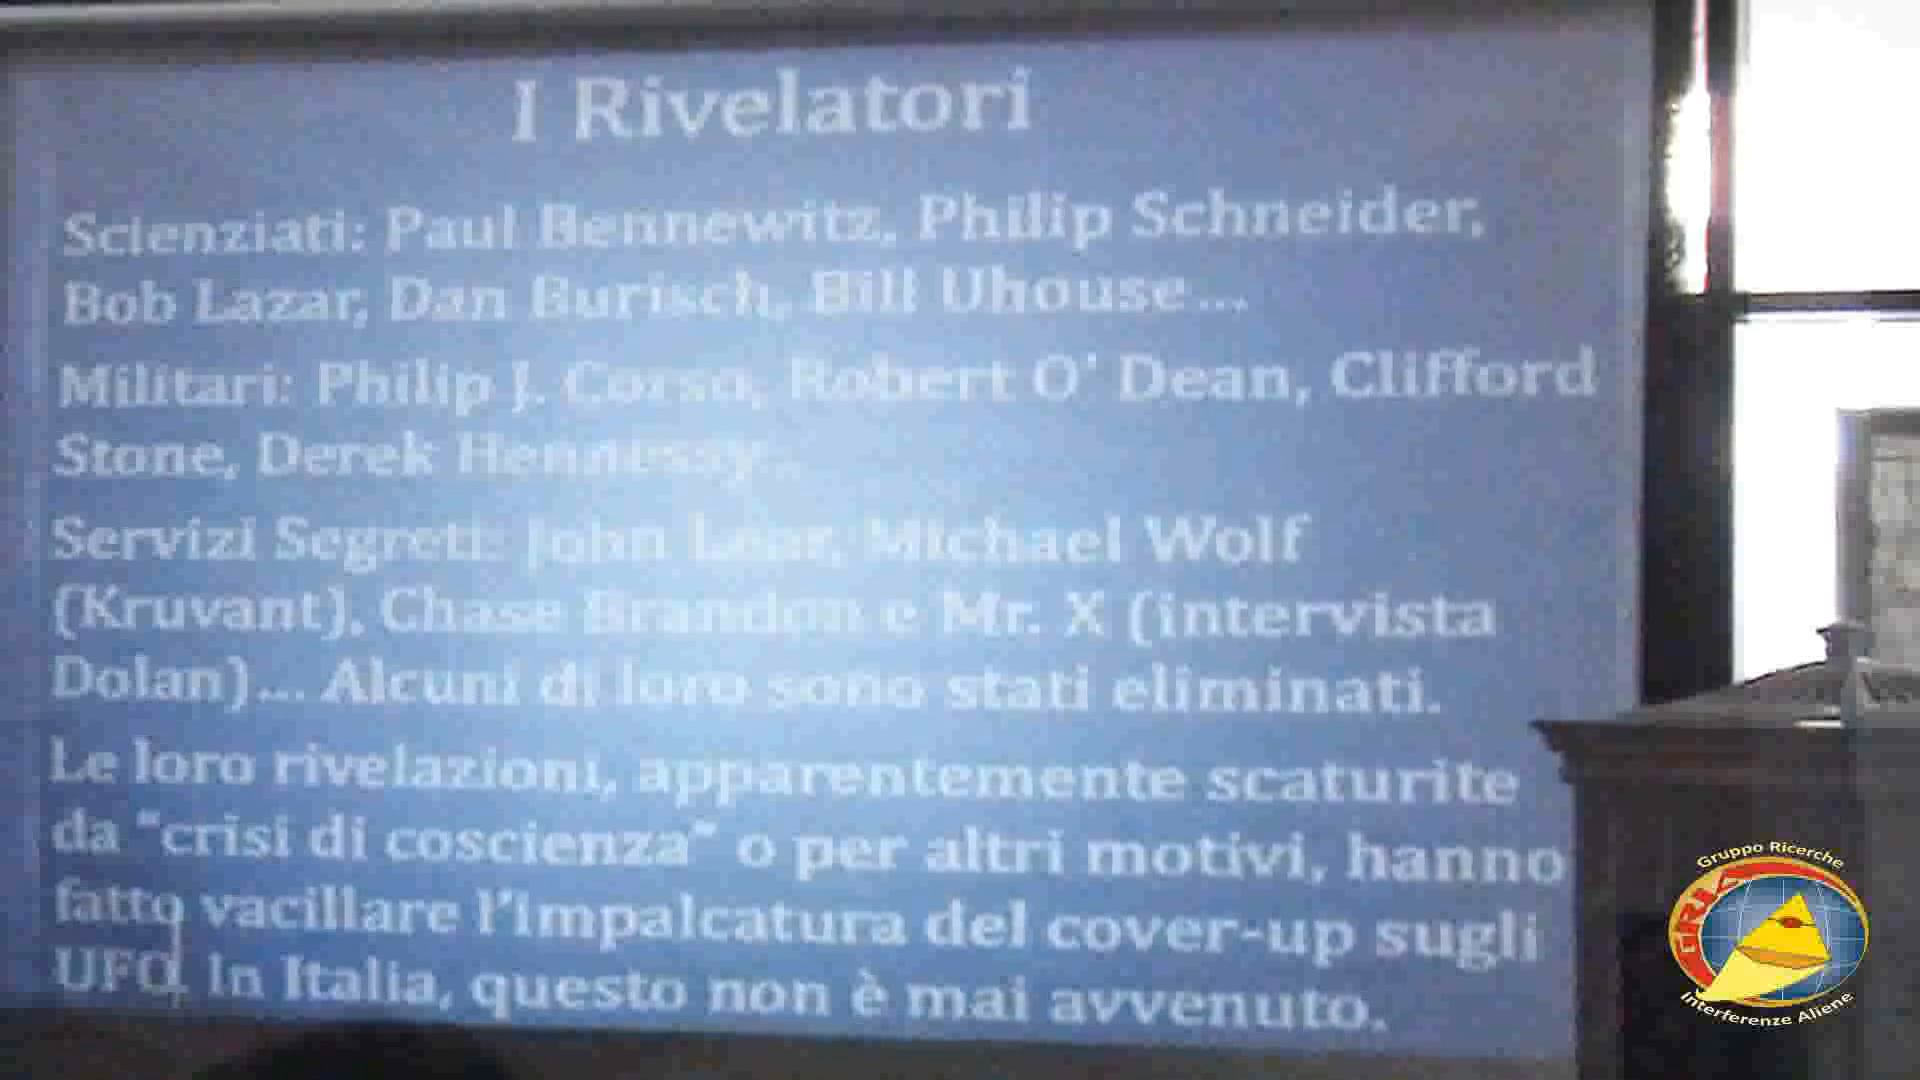 I Rivelatori
Scienziati: Paul Bennewitz, Philip Schneider,
Bob Lazar, Dan Burisch, Bill Uhouse...
Militari: Philip J. Corso, Robert O' Dean, Clifford
Stone, Derek Hennessy...
Servizi Segreti: John Lear, Michael Wolf
(Kruvant), Chase Brandon e Mr. X (intervista
Dolan)... Alcuni di loro sono stati eliminati.
Le loro rivelazioni, apparentemente scaturite
da "crisi di coscienza" o per altri motivi, hanno
fatto vacillare l'impalcatura del cover-up sugli
UFO. In Italia, questo non è mai avvenuto.
Gruppo Ricerche
GRIA
Interferenze Aliene